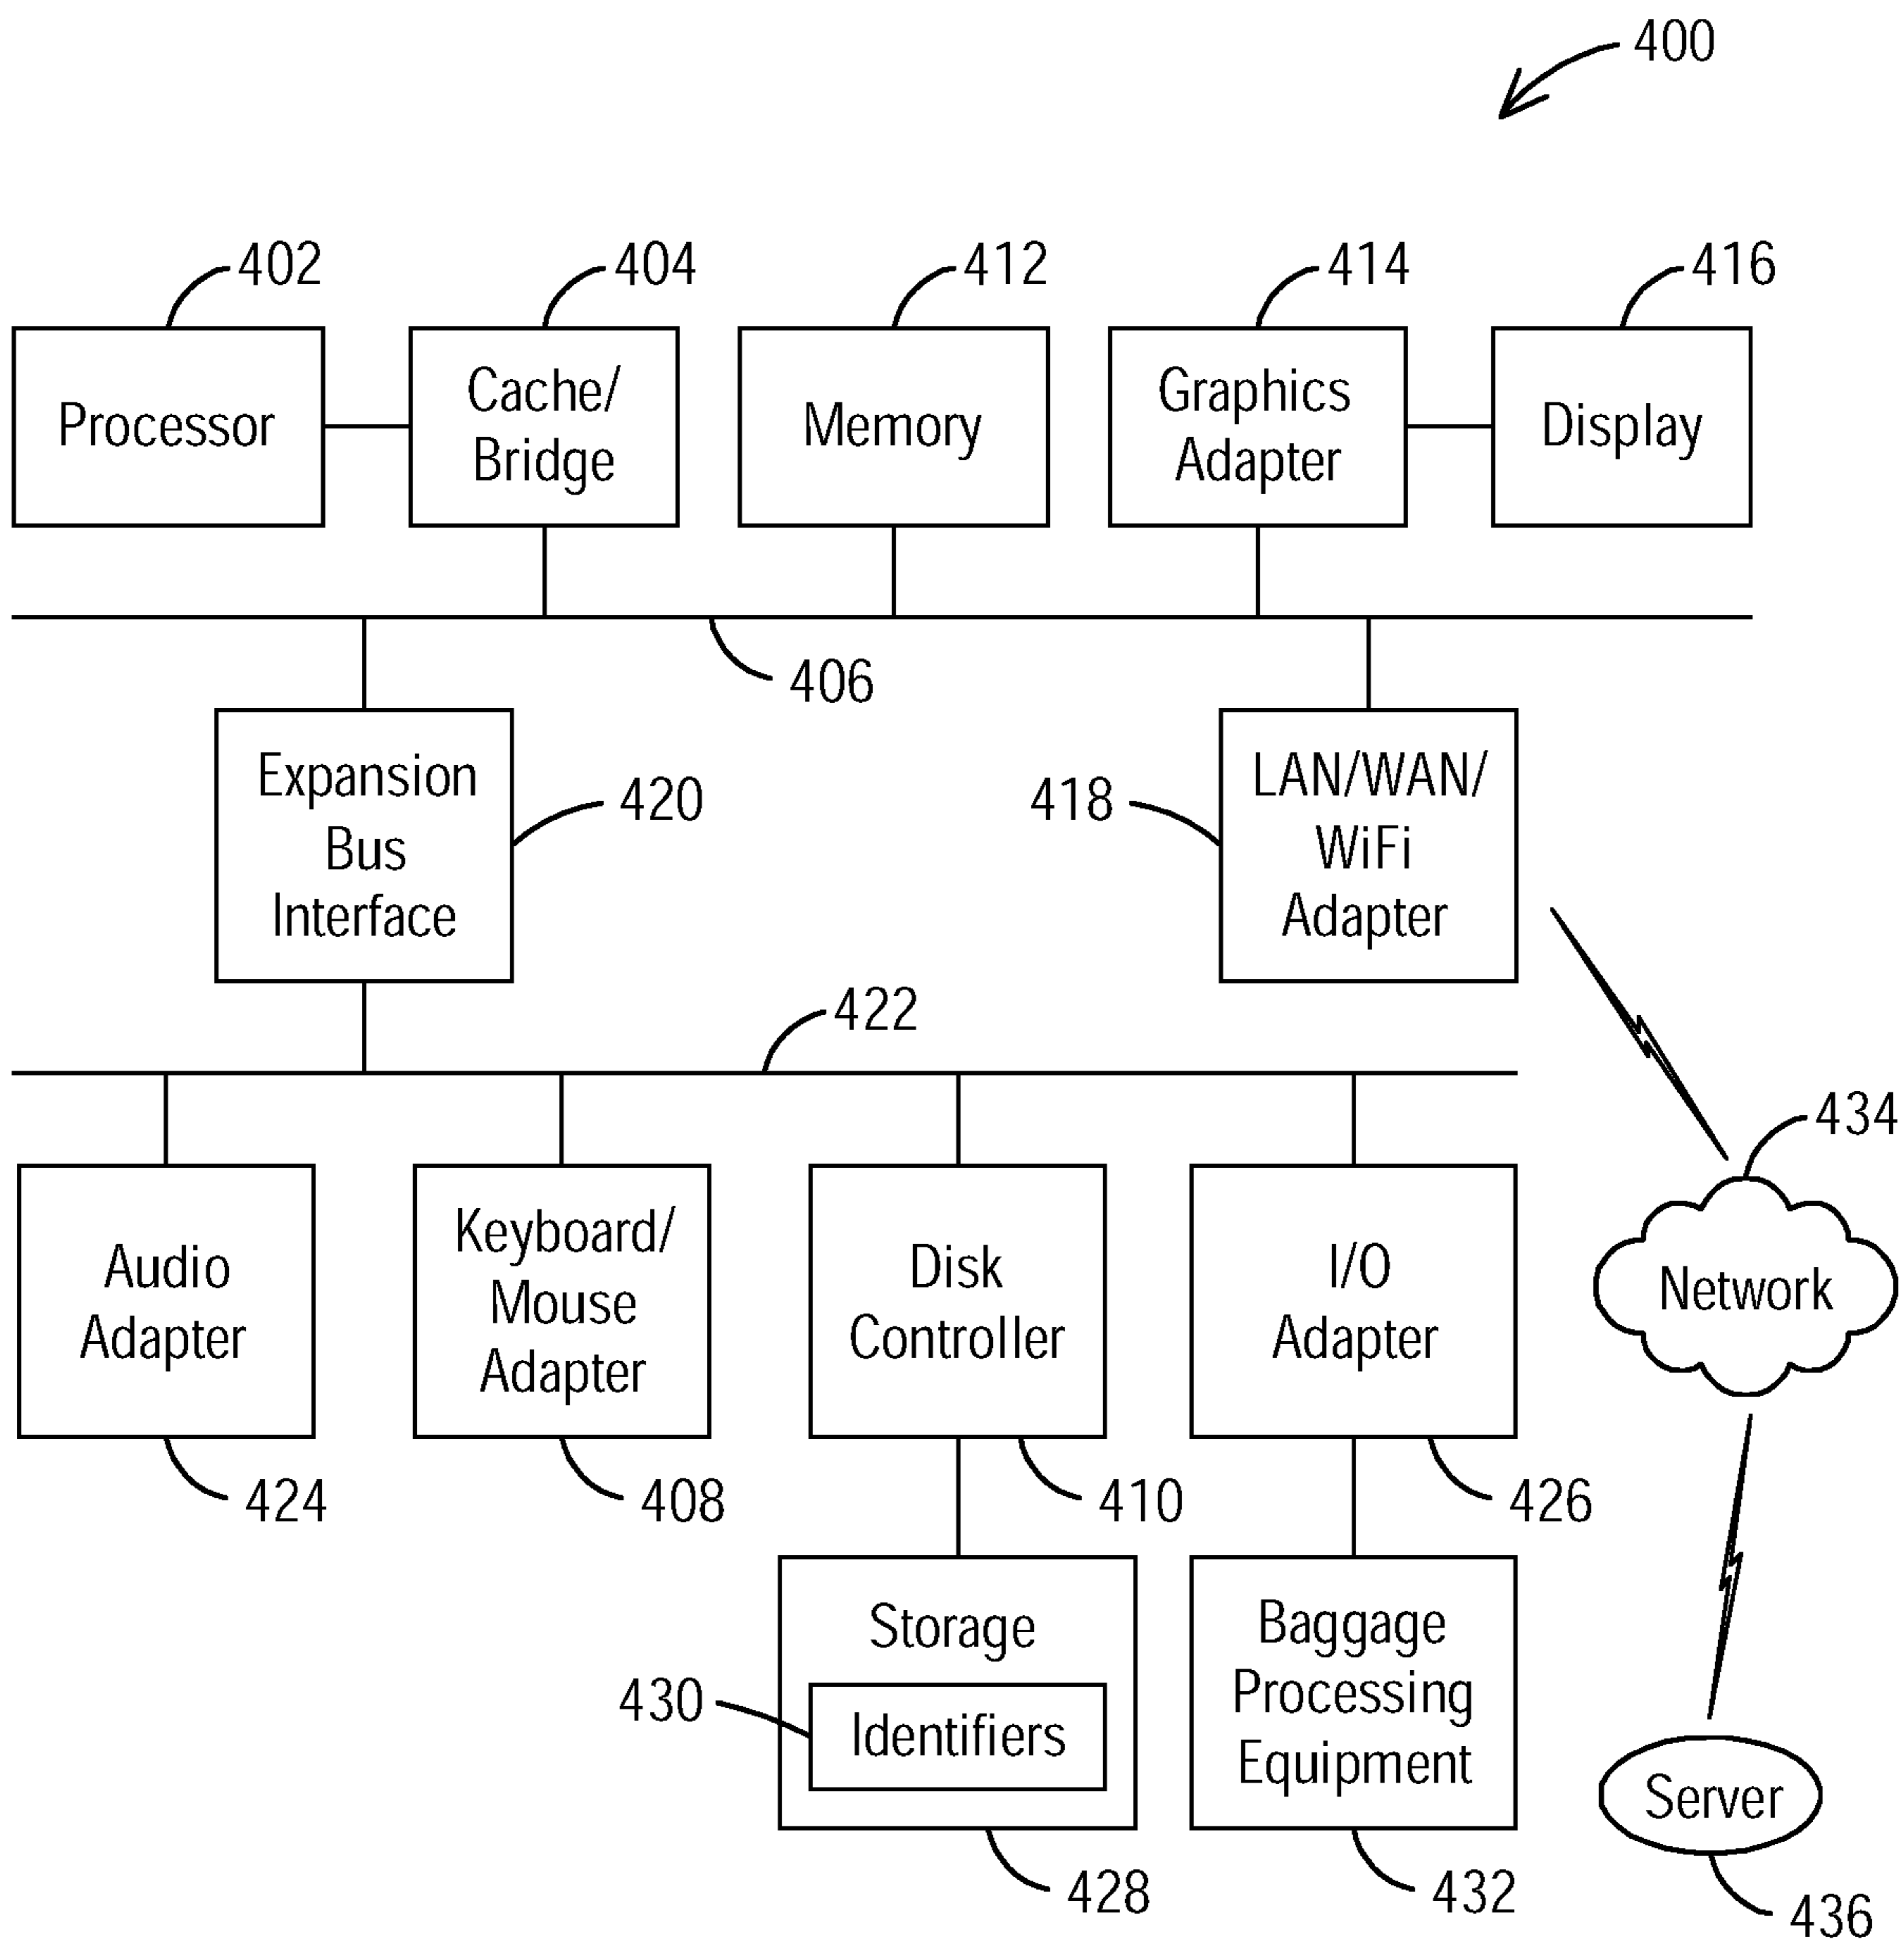 400
402
404
412
414
416
Processor
Cache/
Bridge
Memory
Graphics
Adapter
Display
406
Expansion
Bus
Interface
420
418
LAN/WAN/
WiFi
Adapter
422
434
Audio
Adapter
Keyboard/
Mouse
Adapter
Disk
Controller
I/O
Adapter
Network
424
408
410
426
Storage
430
Identifiers
Baggage
Processing
Equipment
Server
428
432
436